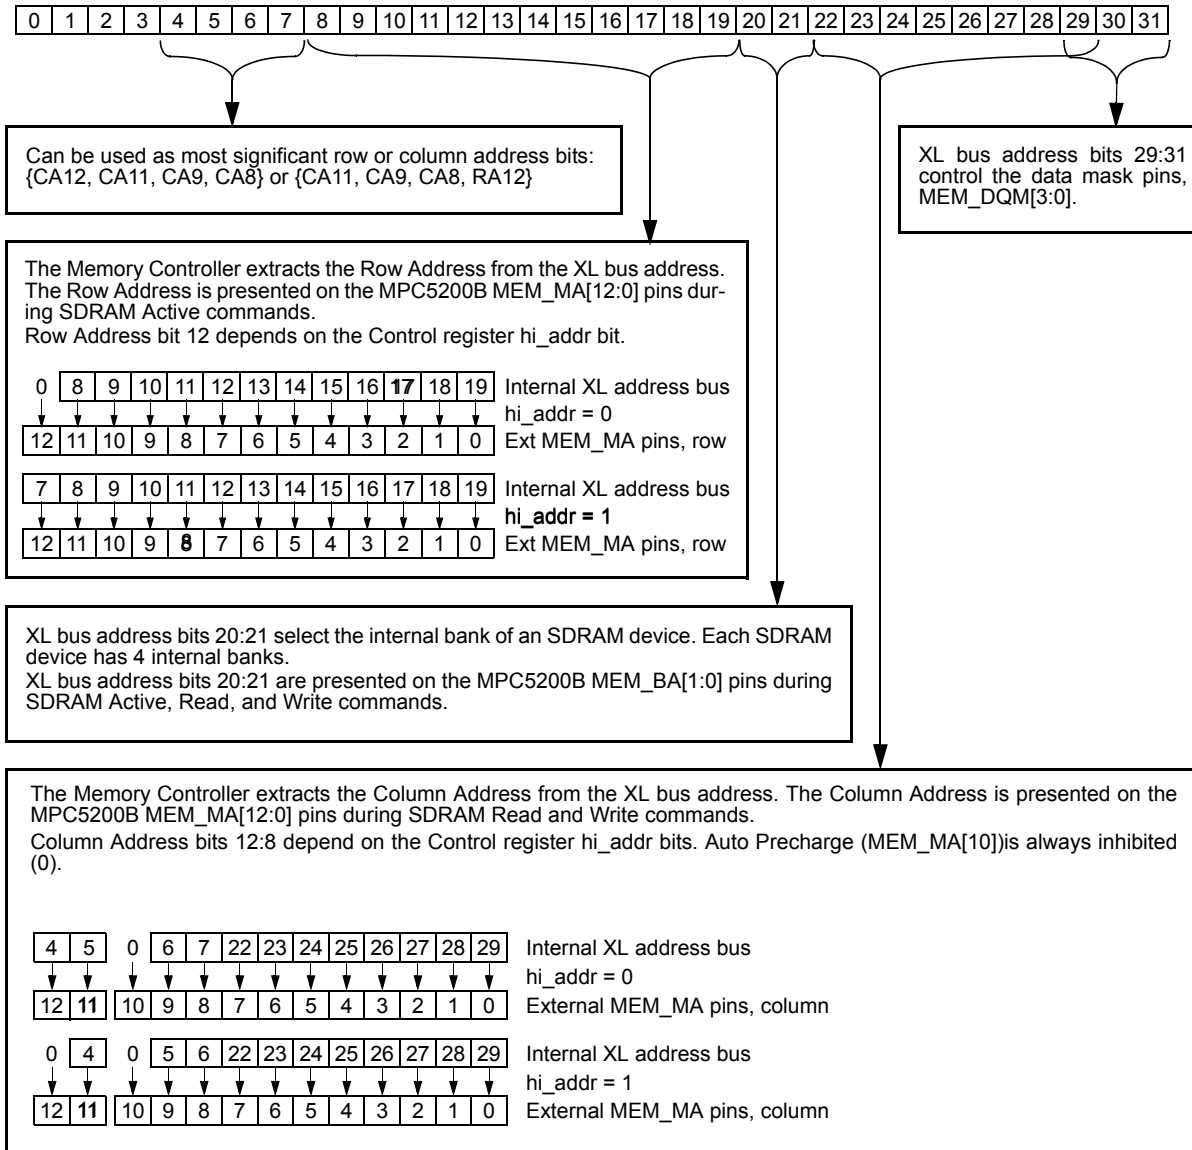 0 1 2 3 4 5 6 7 8 9 10 11 12 13 14 15 16 17 18 19 20 21 22 23 24 25 26 27 28 29 30 31
Can be used as most significant row or column address bits:
{CA12, CA11, CA9, CA8} or {CA11, CA9, CA8, RA12}
XL bus address bits 29:31
control the data mask pins,
MEM_DQM[3:0].
The Memory Controller extracts the Row Address from the XL bus address.
The Row Address is presented on the MPC5200B MEM_MA[12:0] pins dur-
ing SDRAM Active commands.
Row Address bit 12 depends on the Control register hi_addr bit.
0 8 9 10 11 12 13 14 15 16 17 18 19 Internal XL address bus
hi_addr = 0
12 11 10 9 8 7 6 5 4 3 2 1 0 Ext MEM_MA pins, row
7 8 9 10 11 12 13 14 15 16 17 18 19 Internal XL address bus
hi_addr = 1
12 11 10 9 8 7 6 5 4 3 2 1 0 Ext MEM_MA pins, row
XL bus address bits 20:21 select the internal bank of an SDRAM device. Each SDRAM
device has 4 internal banks.
XL bus address bits 20:21 are presented on the MPC5200B MEM_BA[1:0] pins during
SDRAM Active, Read, and Write commands.
The Memory Controller extracts the Column Address from the XL bus address. The Column Address is presented on the
MPC5200B MEM_MA[12:0] pins during SDRAM Read and Write commands.
Column Address bits 12:8 depend on the Control register hi_addr bits. Auto Precharge (MEM_MA[10])is always inhibited
(0).
4 5 0 6 7 22 23 24 25 26 27 28 29 Internal XL address bus
hi_addr = 0
12 11 10 9 8 7 6 5 4 3 2 1 0 External MEM_MA pins, column
0 4 0 5 6 22 23 24 25 26 27 28 29 Internal XL address bus
hi_addr = 1
12 11 10 9 8 7 6 5 4 3 2 1 0 External MEM_MA pins, column